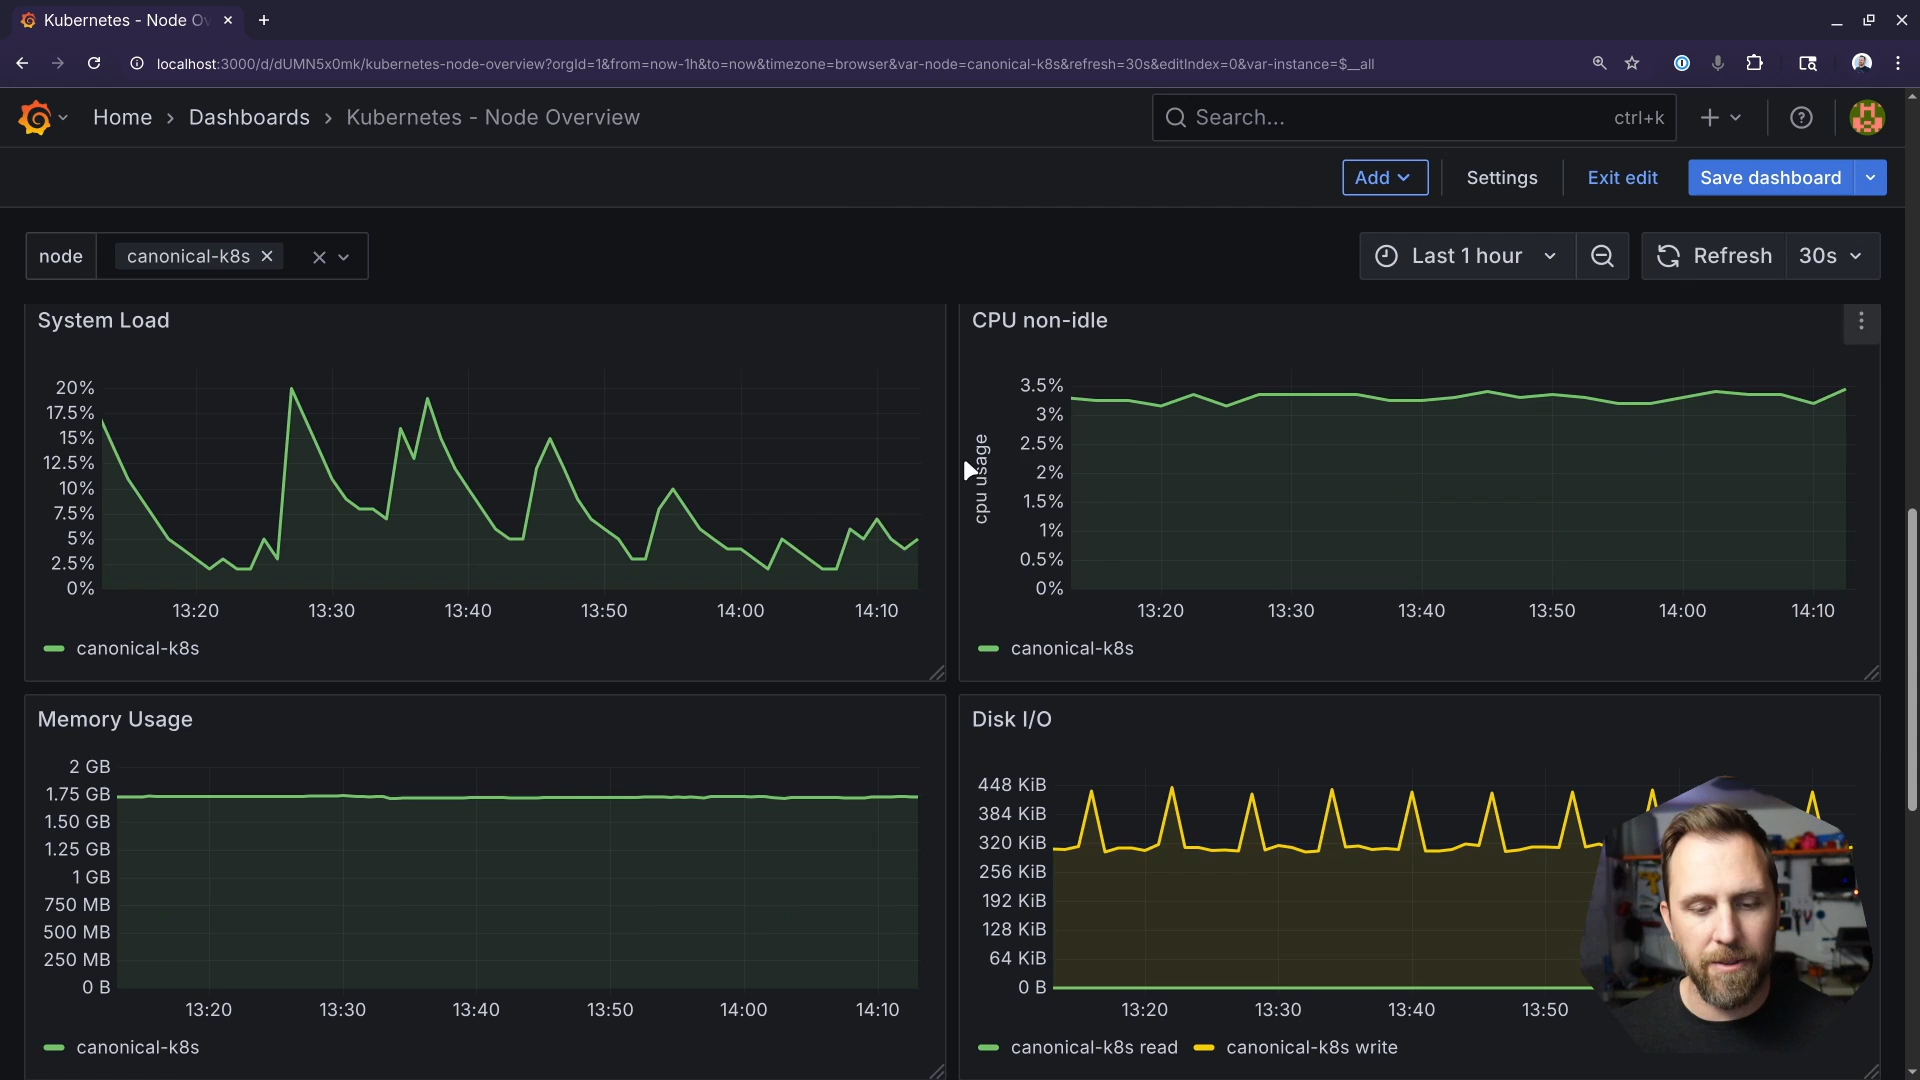 Kubernetes - Node Ov
localhost:3000/d/dUMN5x0mk/kubernetes-node-overview?orgId=1&from=now-1h&to=now&timezone=browser&var-node=canonical-k8s&refresh=30s&editIndex=0&var-instance=$__all
Home › Dashboards › Kubernetes - Node Overview
Search... ctrl+k
Add Settings Exit edit Save dashboard
node canonical-k8s
Last 1 hour Refresh 30s
System Load
20%
17.5%
15%
12.5%
10%
7.5%
5%
2.5%
0%
13:20 13:30 13:40 13:50 14:00 14:10
canonical-k8s
CPU non-idle
cpu usage
3.5%
3%
2.5%
2%
1.5%
1%
0.5%
0%
13:20 13:30 13:40 13:50 14:00 14:10
canonical-k8s
Memory Usage
2 GB
1.75 GB
1.50 GB
1.25 GB
1 GB
750 MB
500 MB
250 MB
0 B
13:20 13:30 13:40 13:50 14:00 14:10
canonical-k8s
Disk I/O
448 KiB
384 KiB
320 KiB
256 KiB
192 KiB
128 KiB
64 KiB
0 B
13:20 13:30 13:40 13:50
canonical-k8s read canonical-k8s write